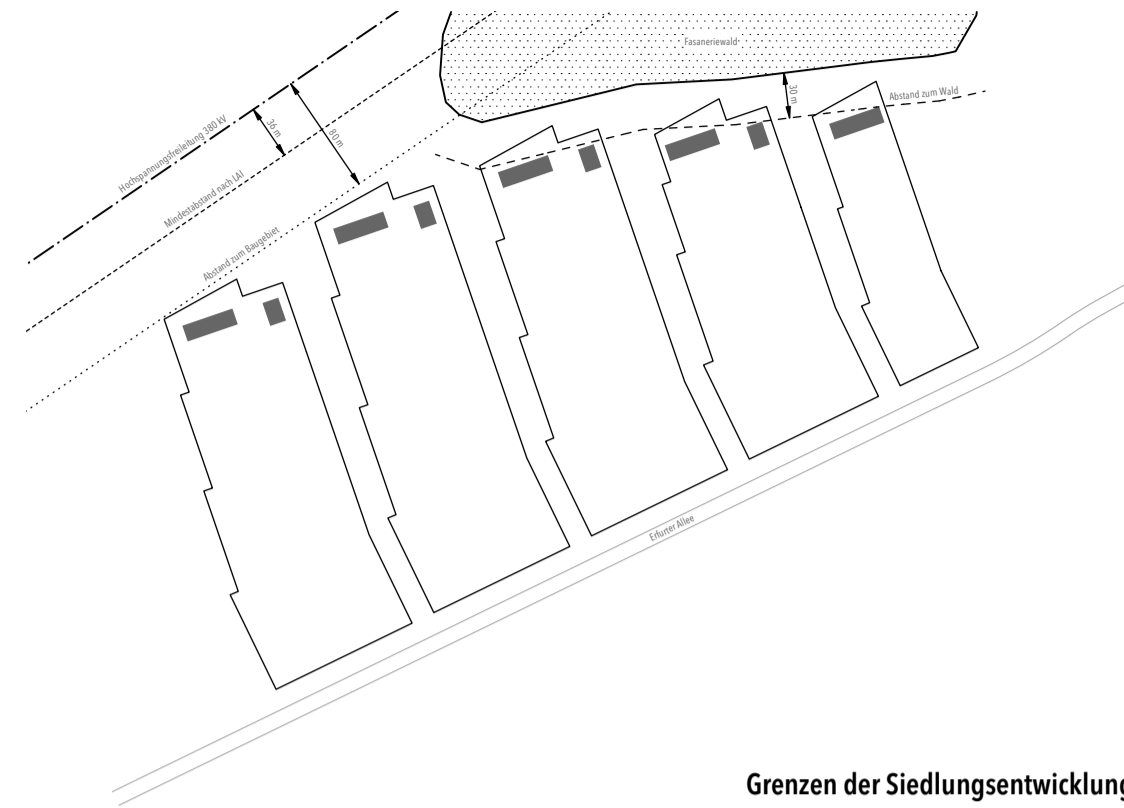 Fasaneriewald
Hochspannungsfreileitung 380 kV
36 m
80 m
30 m
Abstand zum Wald
Mindestabstand nach LAI
Abstand zum Baugebiet
Erfurter Allee
Grenzen der Siedlungsentwicklung